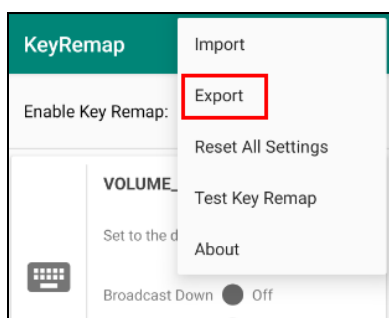 KeyRemap
Import
Export
Enable Key Remap:
Reset All Settings
VOLUME_
Test Key Remap
Set to the d
About
Broadcast Down Off